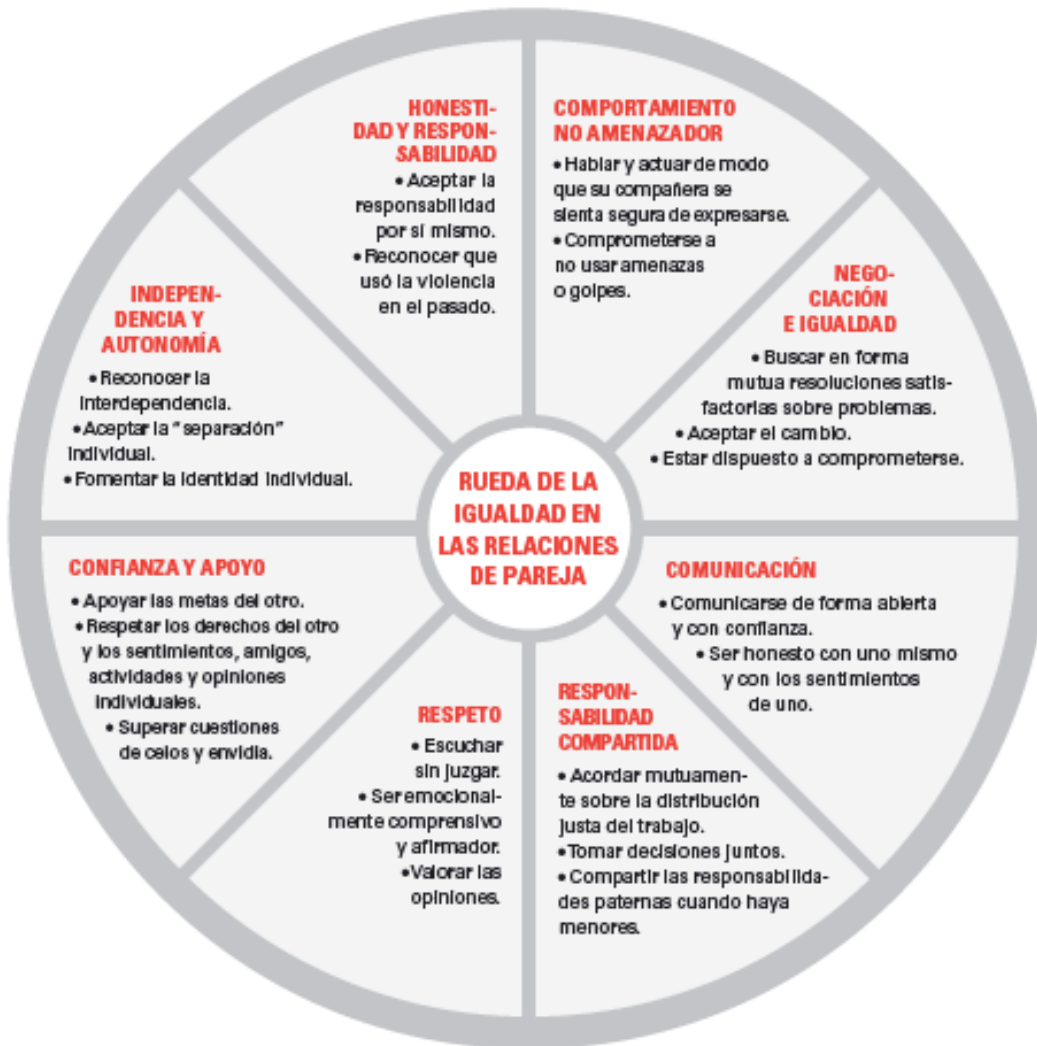 HONESTI-
DAD Y RESPON-
SABILIDAD
• Aceptar la
responsabilidad
por sí mismo.
• Reconocer que
usó la violencia
en el pasado.
COMPORTAMIENTO
NO AMENAZADOR
• Hablar y actuar de modo
que su compañera se
sienta segura de expresarse.
• Comprometerse a
no usar amenazas
o golpes.
NEGO-
CIACIÓN
E IGUALDAD
• Buscar en forma
mutua resoluciones satis-
factorias sobre problemas.
• Aceptar el cambio.
• Estar dispuesto a comprometerse.
COMUNICACIÓN
• Comunicarse de forma abierta
y con confianza.
• Ser honesto con uno mismo
y con los sentimientos
de uno.
RESPON-
SABILIDAD
COMPARTIDA
• Acordar mutuamen-
te sobre la distribución
justa del trabajo.
• Tomar decisiones juntos.
• Compartir las responsabilida-
des paternas cuando haya
menores.
RESPETO
• Escuchar
sin juzgar.
• Ser emocional-
mente comprensivo
y afirmador.
• Valorar las
opiniones.
CONFIANZA Y APOYO
• Apoyar las metas del otro.
• Respetar los derechos del otro
y los sentimientos, amigos,
actividades y opiniones
individuales.
• Superar cuestiones
de celos y envidia.
INDEPEN-
DENCIA Y
AUTONOMÍA
• Reconocer la
interdependencia.
• Aceptar la "separación"
individual.
• Fomentar la identidad individual.
RUEDA DE LA
IGUALDAD EN
LAS RELACIONES
DE PAREJA